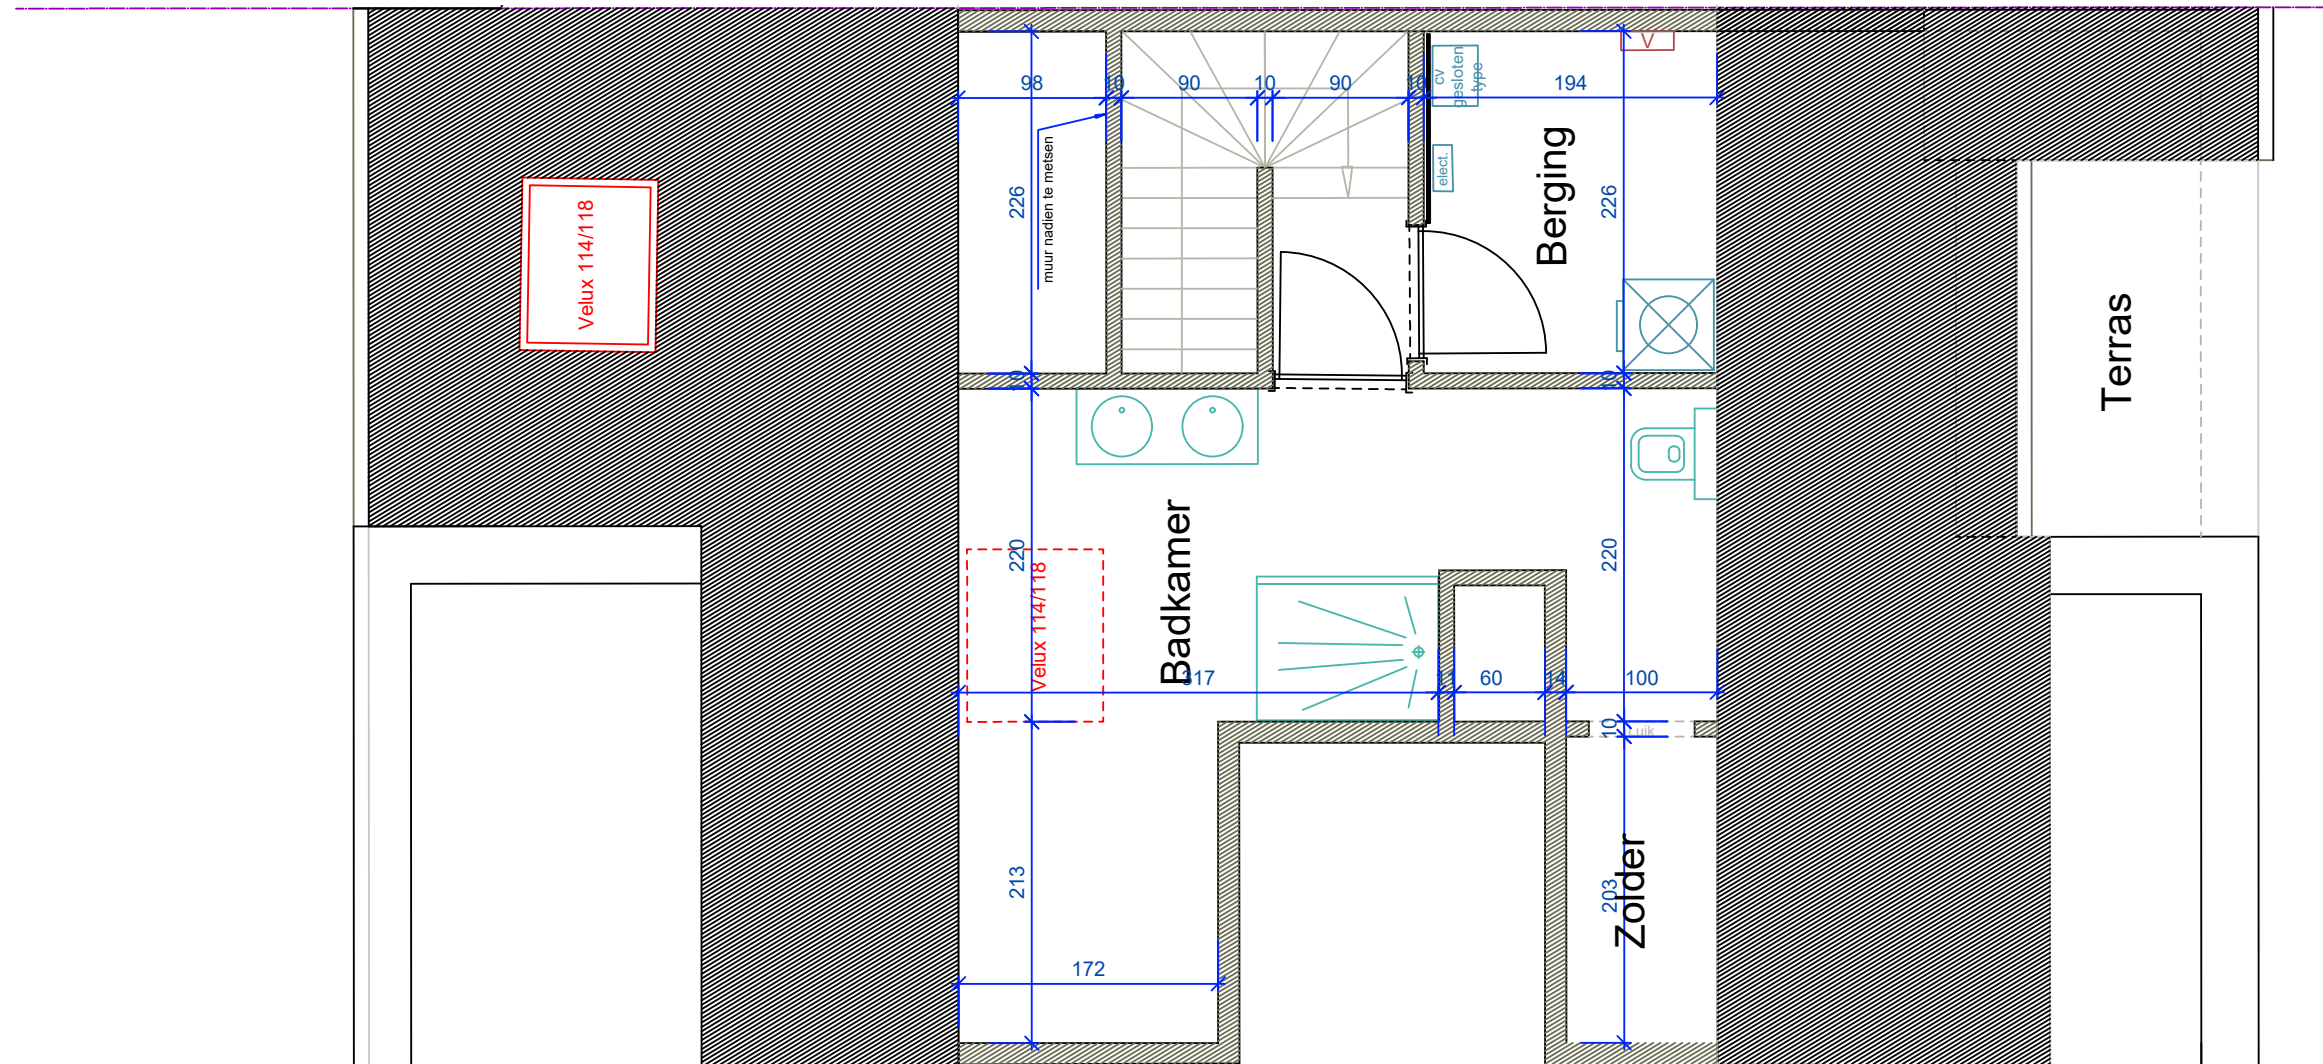 V
cv
gesloten
type
98
10
90
10
90
10
194
elect.
muur nadien te metsen
Berging
226
226
Velux 114/118
Terras
10
10
Badkamer
220
220
Velux 114/118
317
11
60
14
100
10
Luik
Zolder
213
203
172